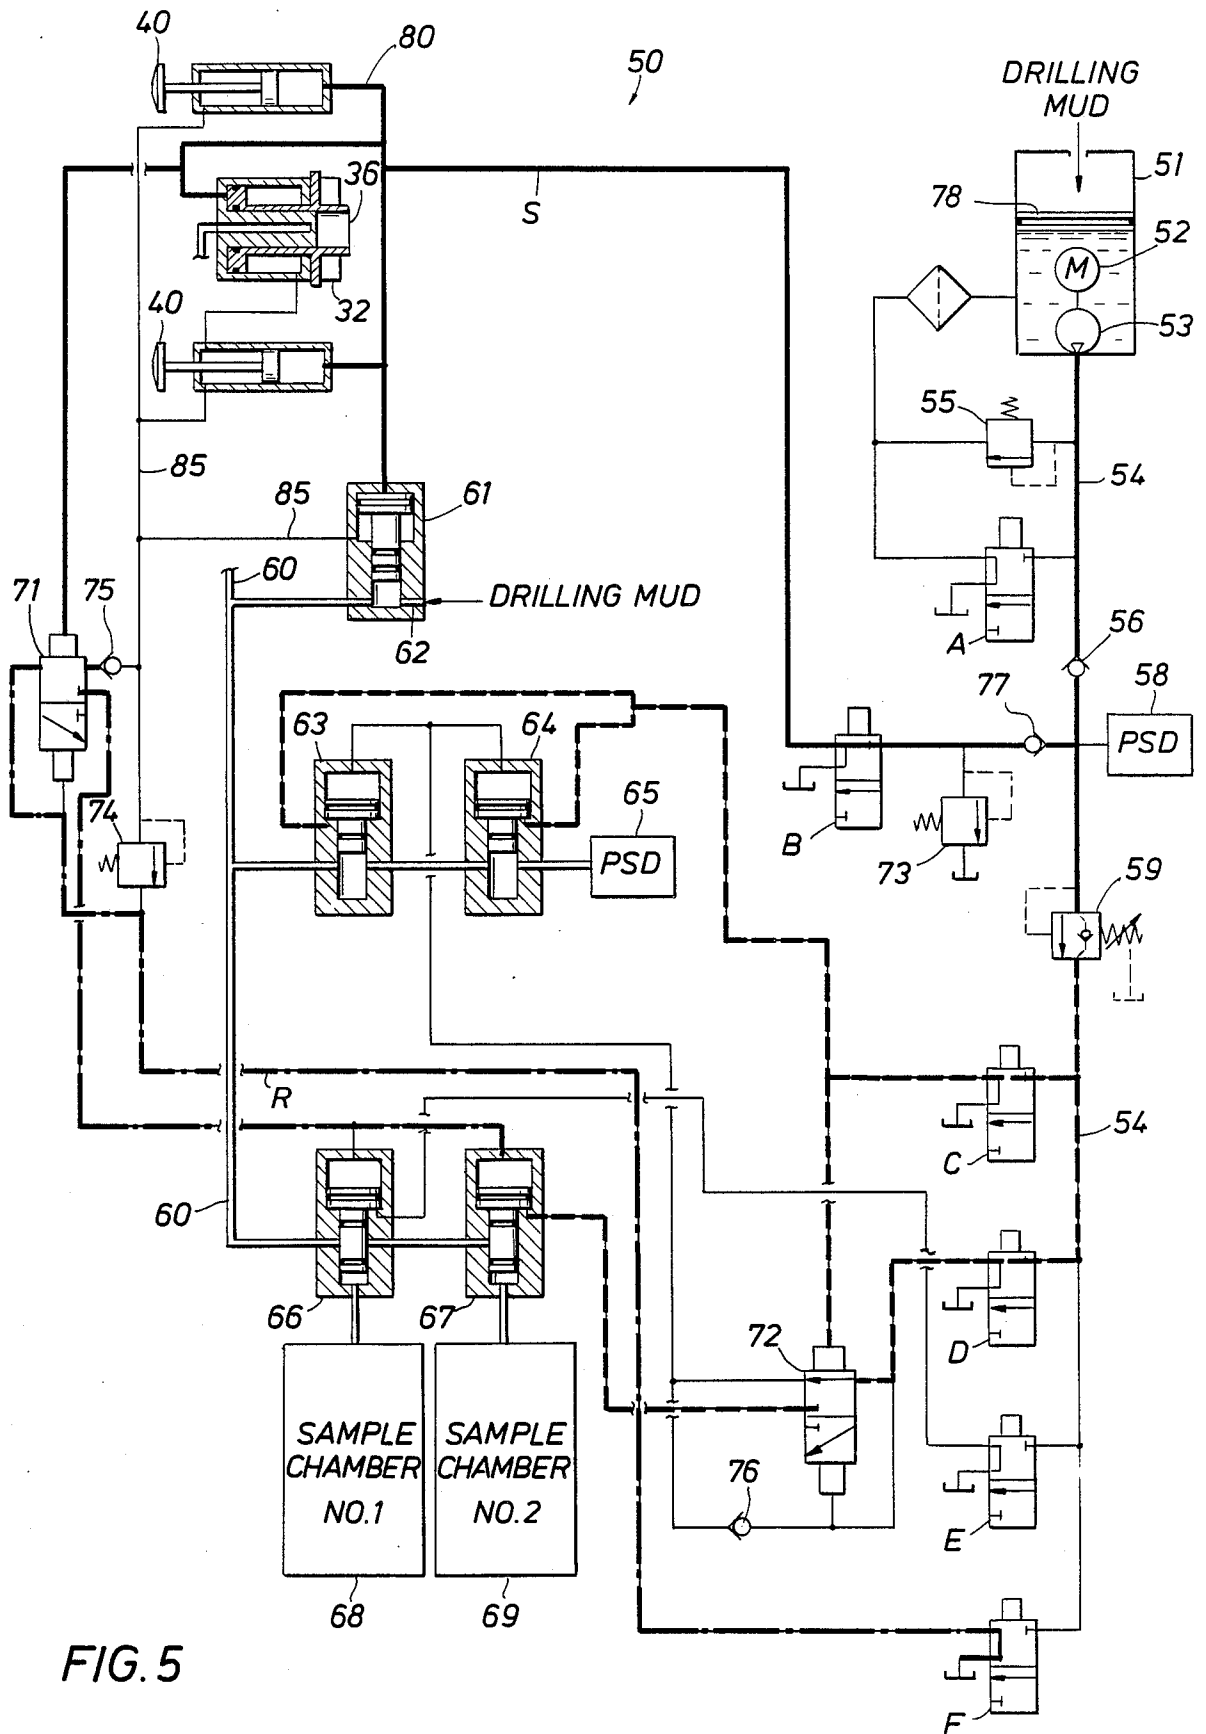 40
80
50
DRILLING
MUD
51
78
36
S
52
M
32
40
53
55
85
54
85
61
60
DRILLING MUD
71
75
62
A
56
58
77
63
64
PSD
65
74
PSD
B
73
59
R
54
C
60
66
67
D
72
SAMPLE
CHAMBER
NO.1
SAMPLE
CHAMBER
NO.2
76
E
68
69
FIG.5
F